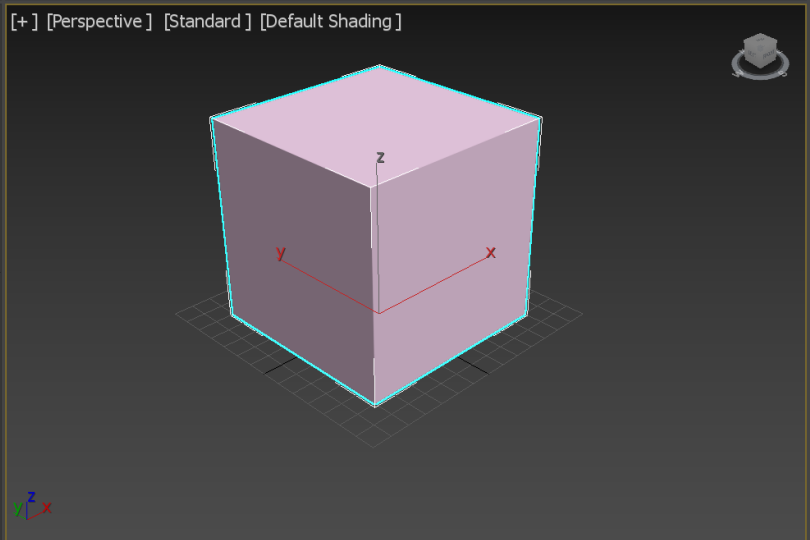 [+] [Perspective] [Standard] [Default Shading]
z
y x
z
y x